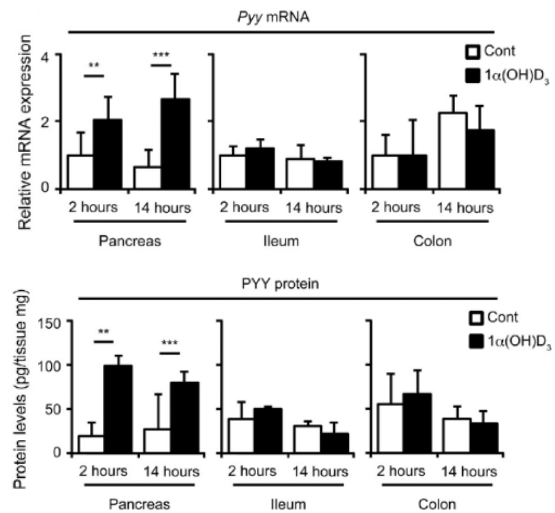 Pyy mRNA
Cont
1α(OH)D₃
Relative mRNA expression
4
2
0
** ***
2 hours 14 hours 2 hours 14 hours 2 hours 14 hours
Pancreas Ileum Colon
PYY protein
Cont
1α(OH)D₃
Protein levels (pg/tissue mg)
150
100
50
0
** ***
2 hours 14 hours 2 hours 14 hours 2 hours 14 hours
Pancreas Ileum Colon